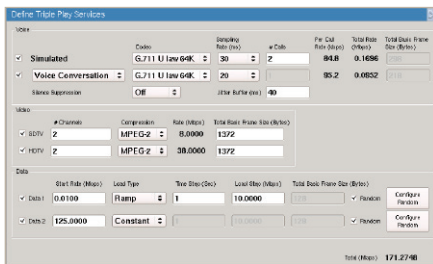 Define Triple Play Services
Voice
Codec Sampling Rate (ms) # Calls Per Call Rate (kbps) Total Rate (Mbps) Total Basic Frame Size (Bytes)
Simulated G.711 U law 64K 30 2 84.8 0.1696
Voice Conversation G.711 U law 64K 20 95.2 0.0952
Silence Suppression Off Jitter Buffer (ms) 40
Video
# Channels Compression Rate (Mbps) Total Basic Frame Size (Bytes)
SDTV 2 MPEG-2 8.0000 1372
HDTV 2 MPEG-2 38.0000 1372
Data
Start Rate (Mbps) Load Type Time Step (Sec) Load Step (Mbps) Total Basic Frame Size (Bytes)
Data 1 0.0100 Ramp 1 10.0000 Random Configure Random
Data 2 125.0000 Constant 1 10.0000 Random Configure Random
Total (Mbps) 171.2748